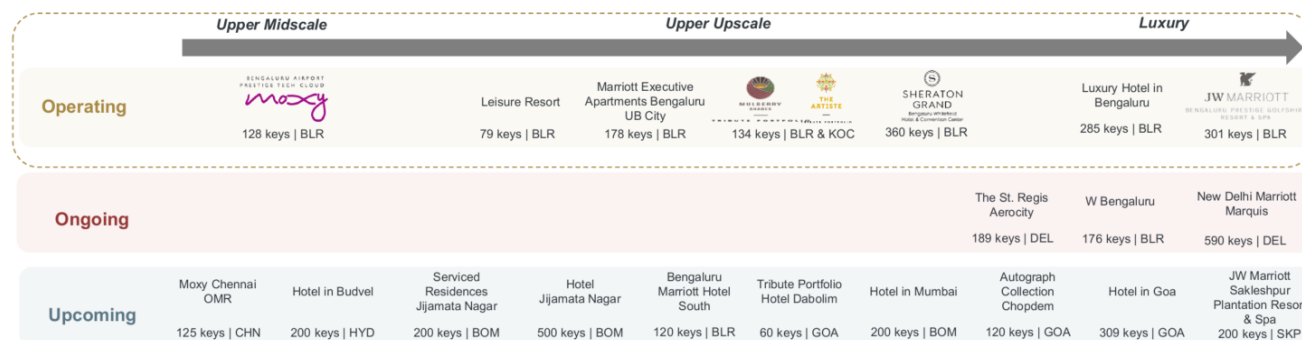 Upper Midscale
Upper Upscale
Luxury
Operating
BENGALURU AIRPORT
PRESTIGE TECH CLOUD
moxy
128 keys | BLR
Leisure Resort
79 keys | BLR
Marriott Executive
Apartments Bengaluru
UB City
178 keys | BLR
MULBERRY
SHADES
THE
ARTISTE
TRIBUTE PORTFOLIO
134 keys | BLR & KOC
S
SHERATON
GRAND
Bengaluru Whitefield
Hotel & Convention Center
360 keys | BLR
Luxury Hotel in
Bengaluru
285 keys | BLR
JW MARRIOTT
BENGALURU PRESTIGE GOLFSHIRE
RESORT & SPA
301 keys | BLR
Ongoing
The St. Regis
Aerocity
189 keys | DEL
W Bengaluru
176 keys | BLR
New Delhi Marriott
Marquis
590 keys | DEL
Upcoming
Moxy Chennai
OMR
125 keys | CHN
Hotel in Budvel
200 keys | HYD
Serviced
Residences
Jijamata Nagar
200 keys | BOM
Hotel
Jijamata Nagar
500 keys | BOM
Bengaluru
Marriott Hotel
South
120 keys | BLR
Tribute Portfolio
Hotel Dabolim
60 keys | GOA
Hotel in Mumbai
200 keys | BOM
Autograph
Collection
Chopdem
120 keys | GOA
Hotel in Goa
309 keys | GOA
JW Marriott
Sakleshpur
Plantation Resor
& Spa
200 keys | SKP